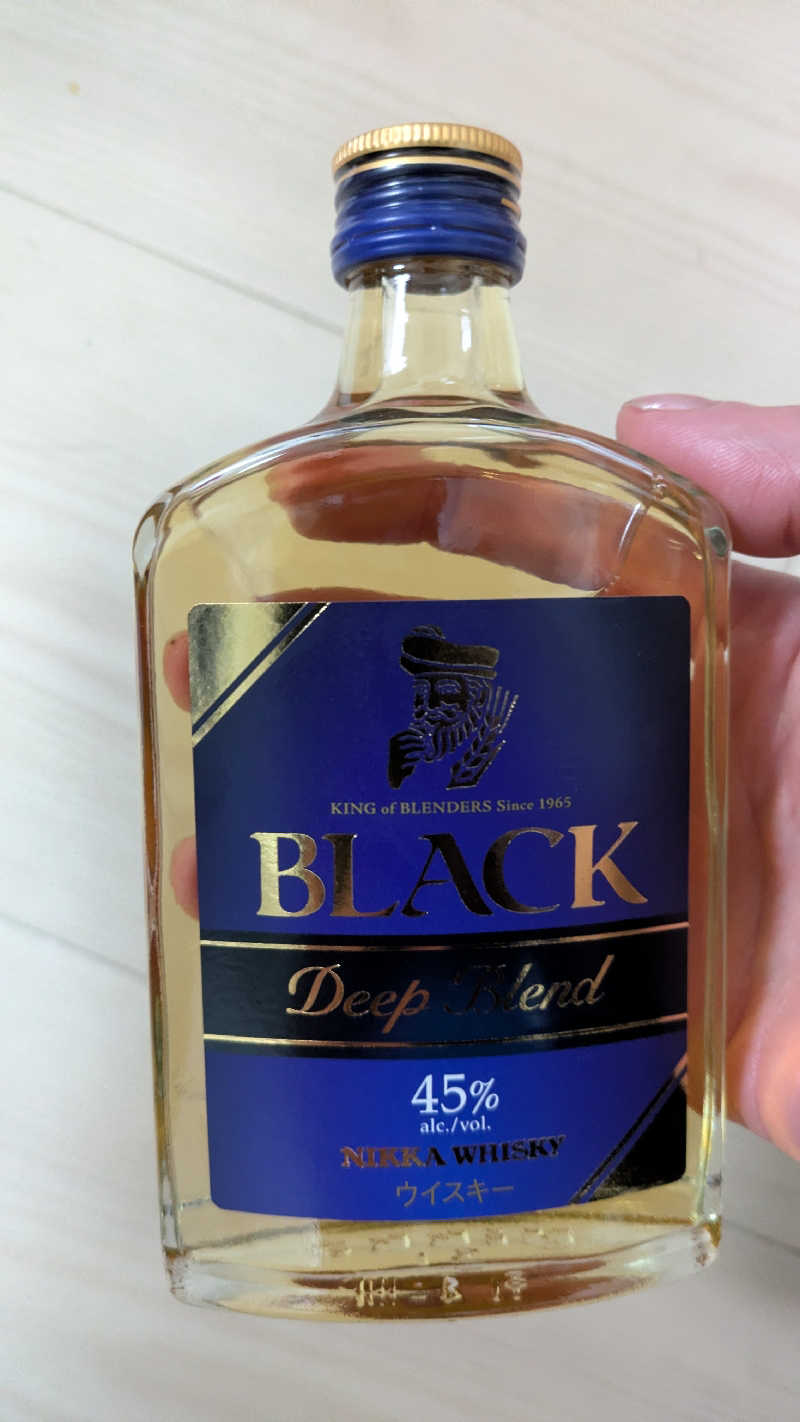 KING of BLENDERS Since 1965
BLACK
Deep Blend
45%
alc./vol.
NIKKA WHISKY
ウイスキー